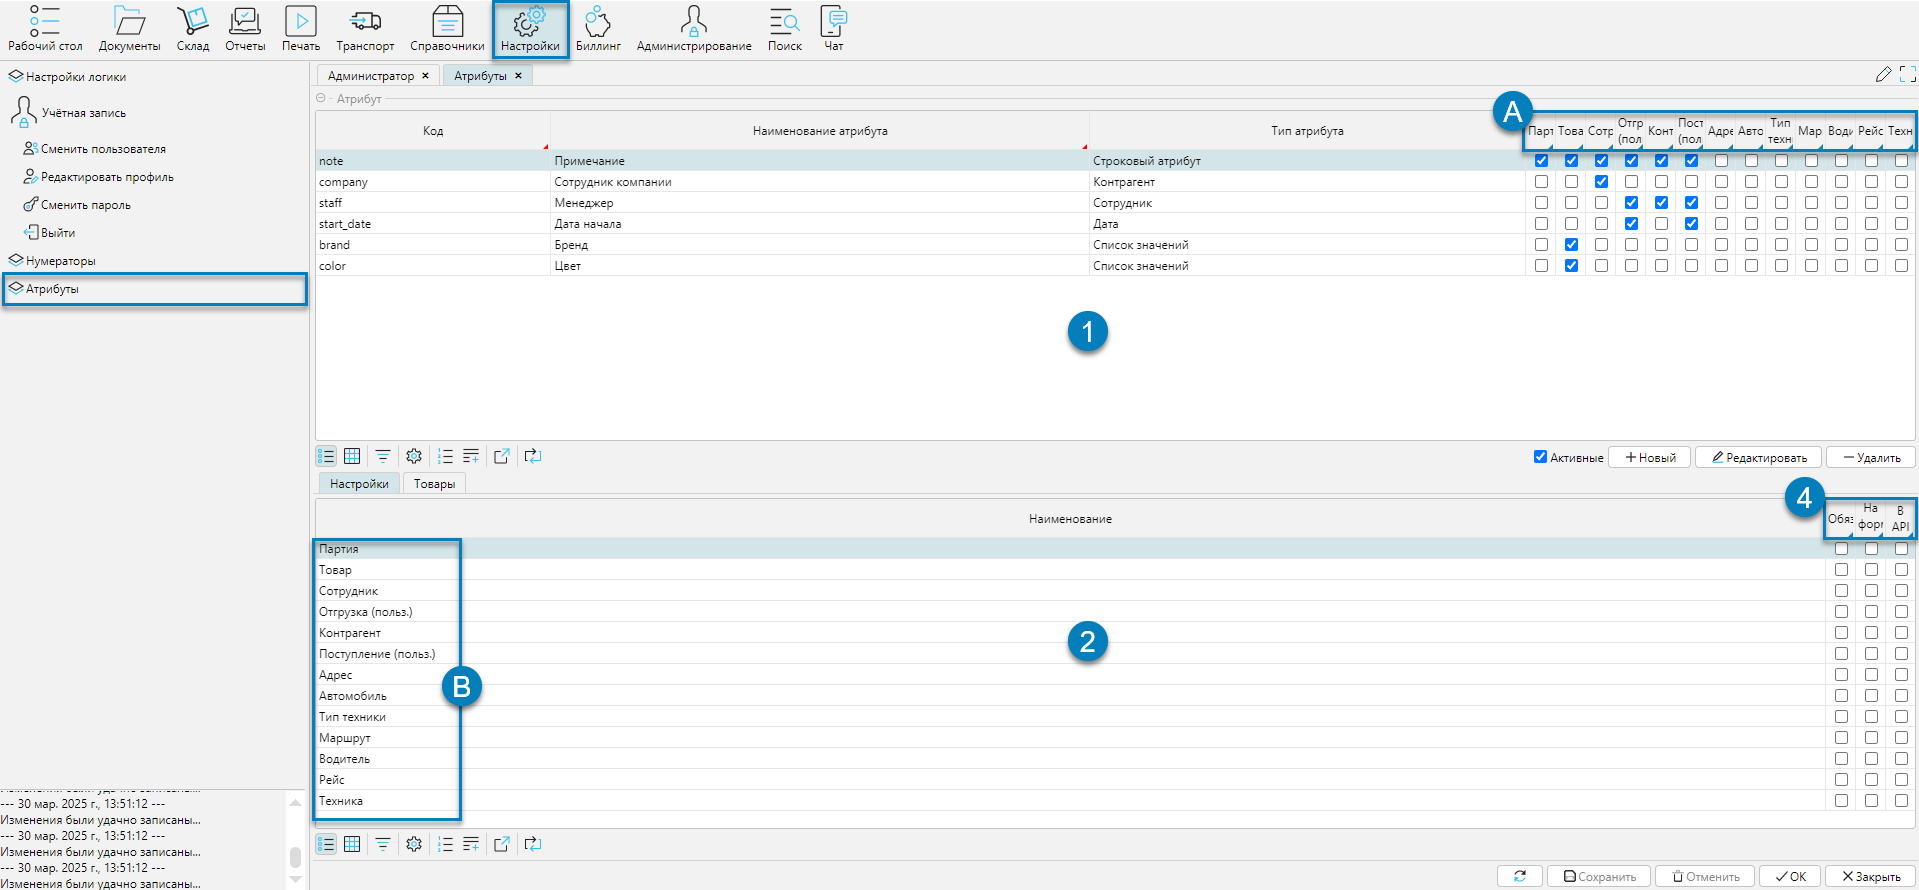 Рабочий стол
Документы
Склад
Отчеты
Печать
Транспорт
Справочники
Настройки
Биллинг
Администрирование
Поиск
Чат
Настройки логики
Учётная запись
Сменить пользователя
Редактировать профиль
Сменить пароль
Выйти
Нумераторы
Атрибуты
Администратор ×
Атрибуты ×
Атрибут
A
Код
Наименование атрибута
Тип атрибута
Парт
Това
Сотр
Отгр
(пол
Конт
Пост
(пол
Адре
Авто
Тип
техн
Мар
Води
Рейс
Техн
note Примечание Строковый атрибут
company Сотрудник компании Контрагент
staff Менеджер Сотрудник
start_date Дата начала Дата
brand Бренд Список значений
color Цвет Список значений
1
Активные
Новый
Редактировать
Удалить
Настройки
Товары
4
Наименование
Обяз
На
фор
В
API
Партия
Товар
Сотрудник
Отгрузка (польз.)
Контрагент
Поступление (польз.)
Адрес
Автомобиль
Тип техники
Маршрут
Водитель
Рейс
Техника
2
B
--- 30 мар. 2025 г., 13:51:12 ---
Изменения были удачно записаны...
--- 30 мар. 2025 г., 13:51:12 ---
Изменения были удачно записаны...
--- 30 мар. 2025 г., 13:51:12 ---
Изменения были удачно записаны...
Сохранить
Отменить
OK
Закрыть